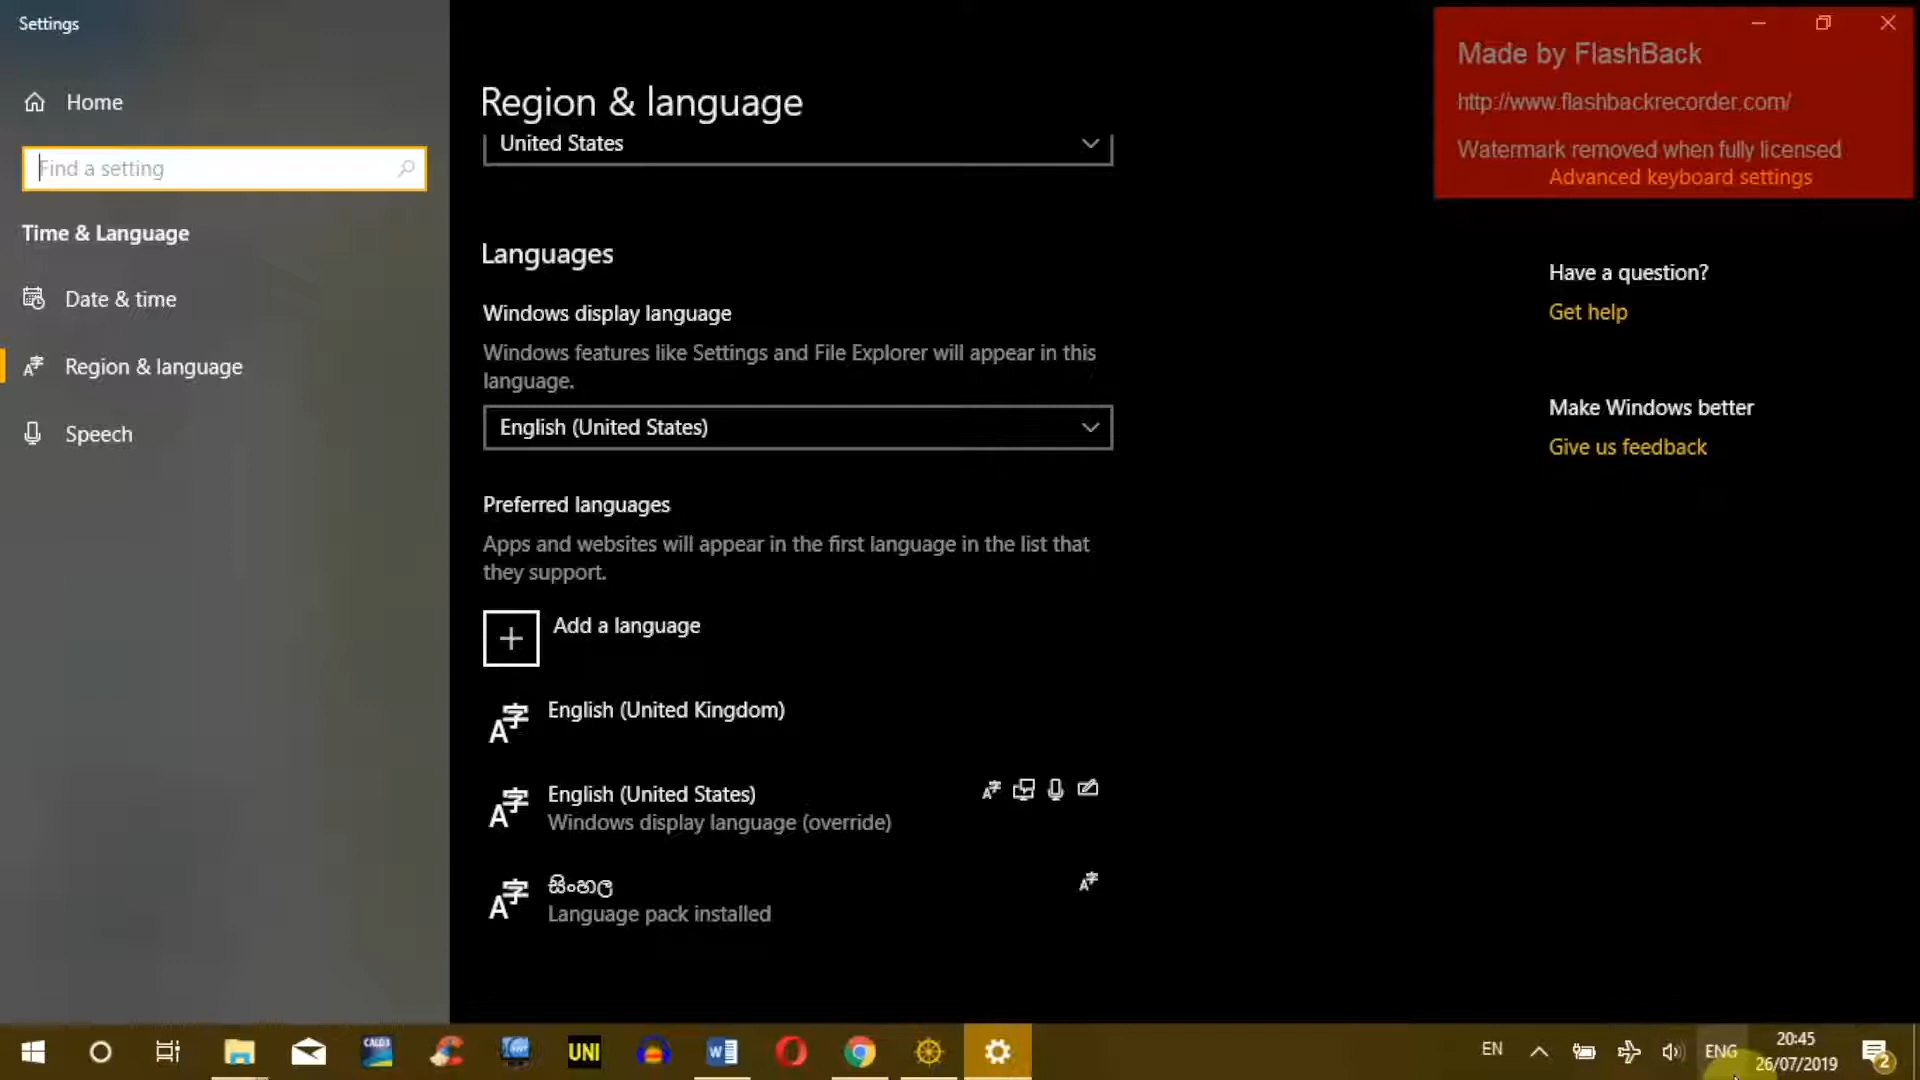 Settings
Home
Find a setting
Time & Language
Date & time
Region & language
Speech
Region & language
United States
Languages
Windows display language
Windows features like Settings and File Explorer will appear in this
language.
English (United States)
Preferred languages
Apps and websites will appear in the first language in the list that
they support.
Add a language
English (United Kingdom)
English (United States)
Windows display language (override)
සිංහල
Language pack installed
Made by FlashBack
http://www.flashbackrecorder.com/
Watermark removed when fully licensed
Advanced keyboard settings
Have a question?
Get help
Make Windows better
Give us feedback
UNI
EN
ENG
20:45
26/07/2019
2